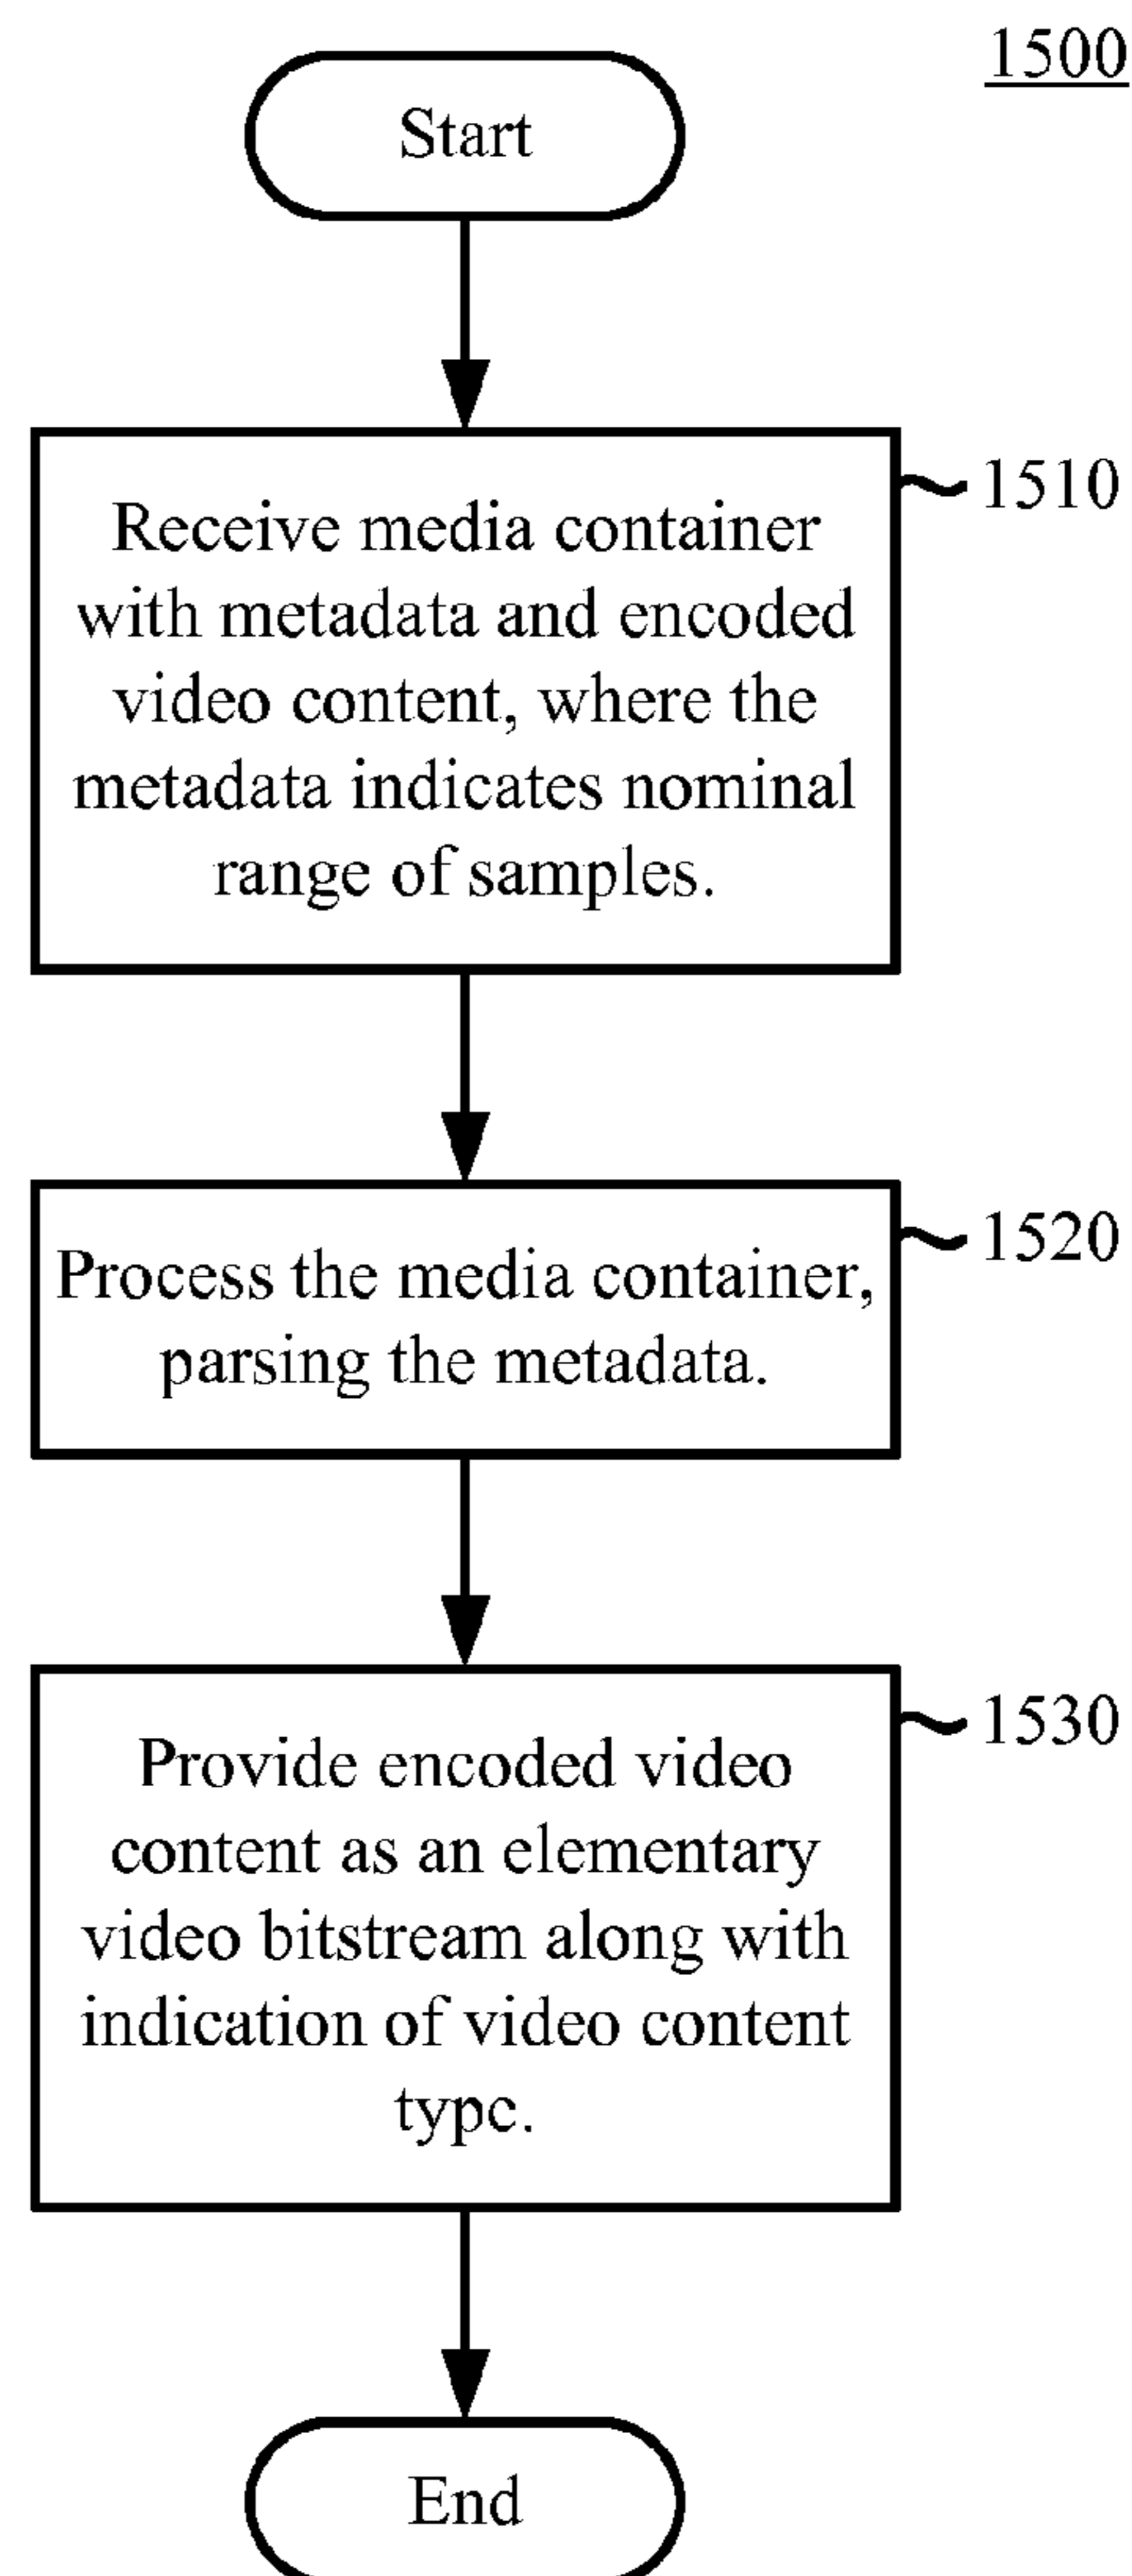 1500
Start
1510
Receive media container
with metadata and encoded
video content, where the
metadata indicates nominal
range of samples.
1520
Process the media container,
parsing the metadata.
1530
Provide encoded video
content as an elementary
video bitstream along with
indication of video content
type.
End